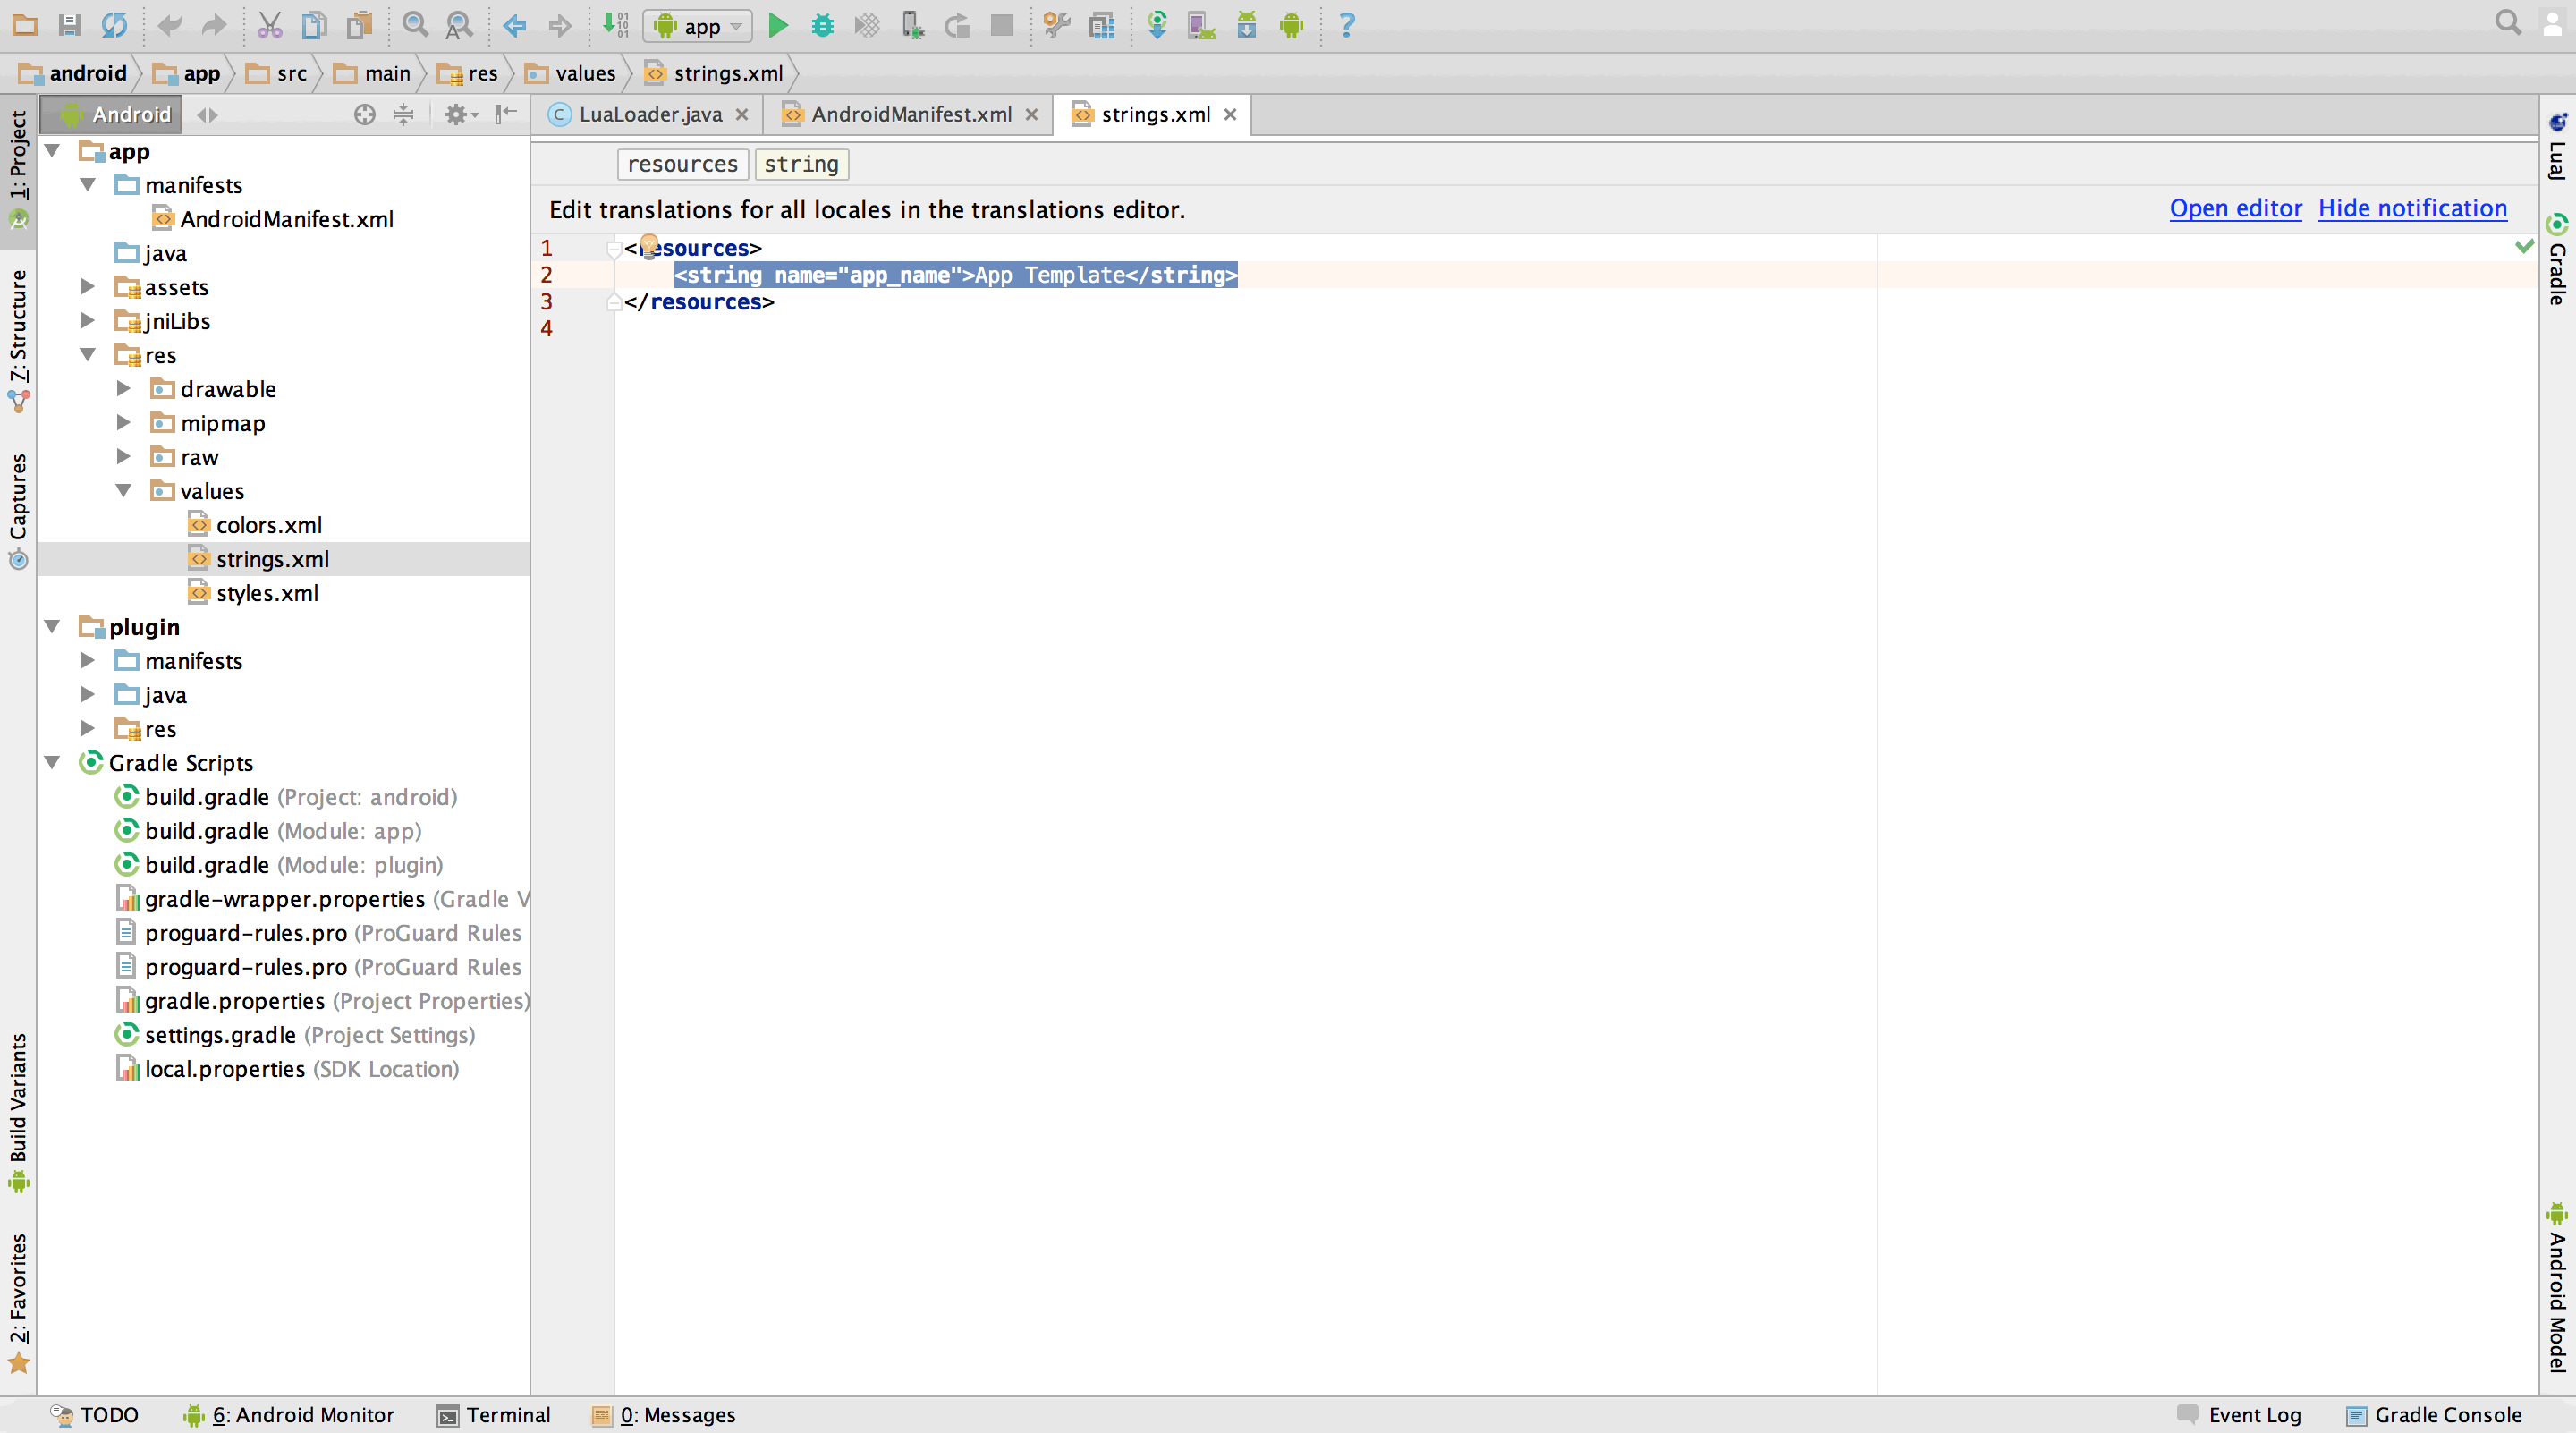 app
android app src main res values strings.xml
Android
LuaLoader.java AndroidManifest.xml strings.xml
resources string
Edit translations for all locales in the translations editor. Open editor Hide notification
1 <resources>
2 <string name="app_name">App Template</string>
3 </resources>
4
app
manifests
AndroidManifest.xml
java
assets
jniLibs
res
drawable
mipmap
raw
values
colors.xml
strings.xml
styles.xml
plugin
manifests
java
res
Gradle Scripts
build.gradle (Project: android)
build.gradle (Module: app)
build.gradle (Module: plugin)
gradle-wrapper.properties (Gradle V
proguard-rules.pro (ProGuard Rules
proguard-rules.pro (ProGuard Rules
gradle.properties (Project Properties)
settings.gradle (Project Settings)
local.properties (SDK Location)
1: Project
7: Structure
Captures
Build Variants
2: Favorites
LuaJ
Gradle
Android Model
TODO 6: Android Monitor Terminal 0: Messages Event Log Gradle Console